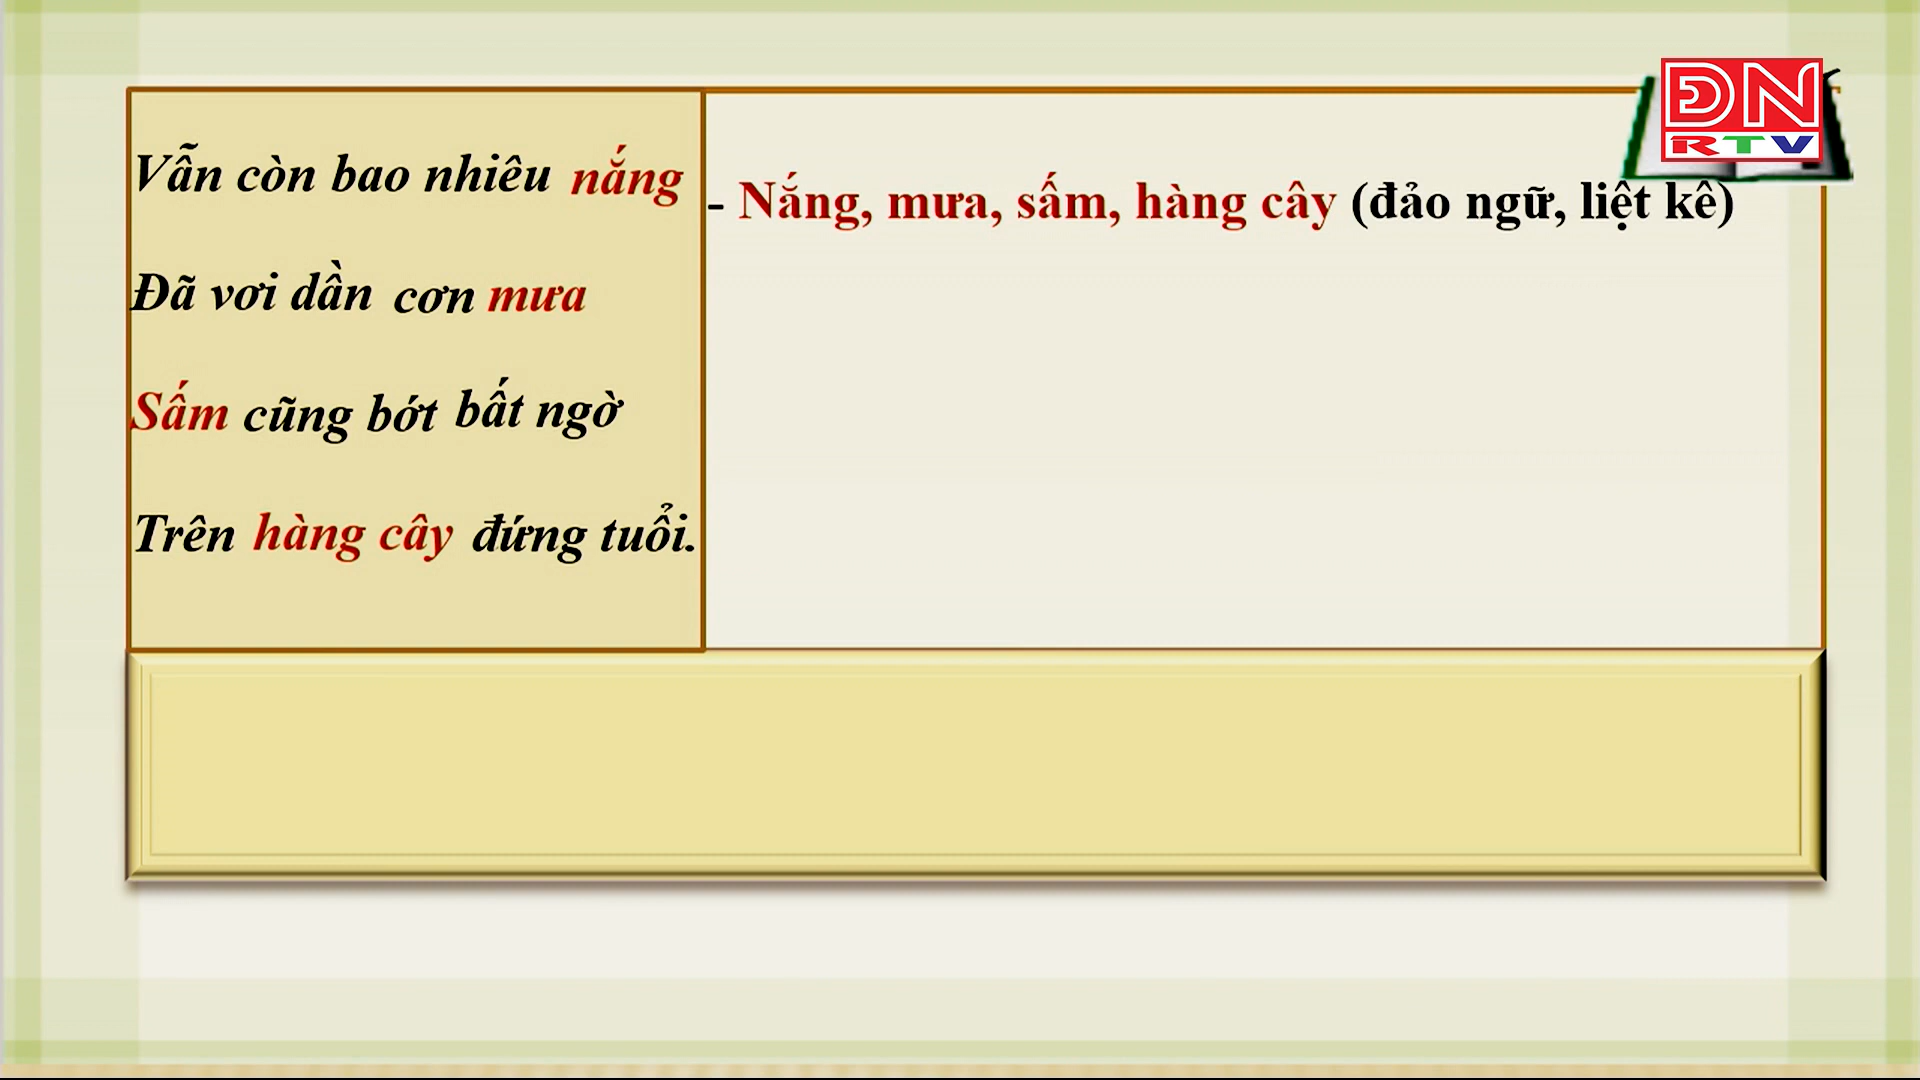 Vẫn còn bao nhiêu nắng
Đã vơi dần cơn mưa
Sấm cũng bớt bất ngờ
Trên hàng cây đứng tuổi.
- Nắng, mưa, sấm, hàng cây (đảo ngữ, liệt kê)
ĐN
RTV